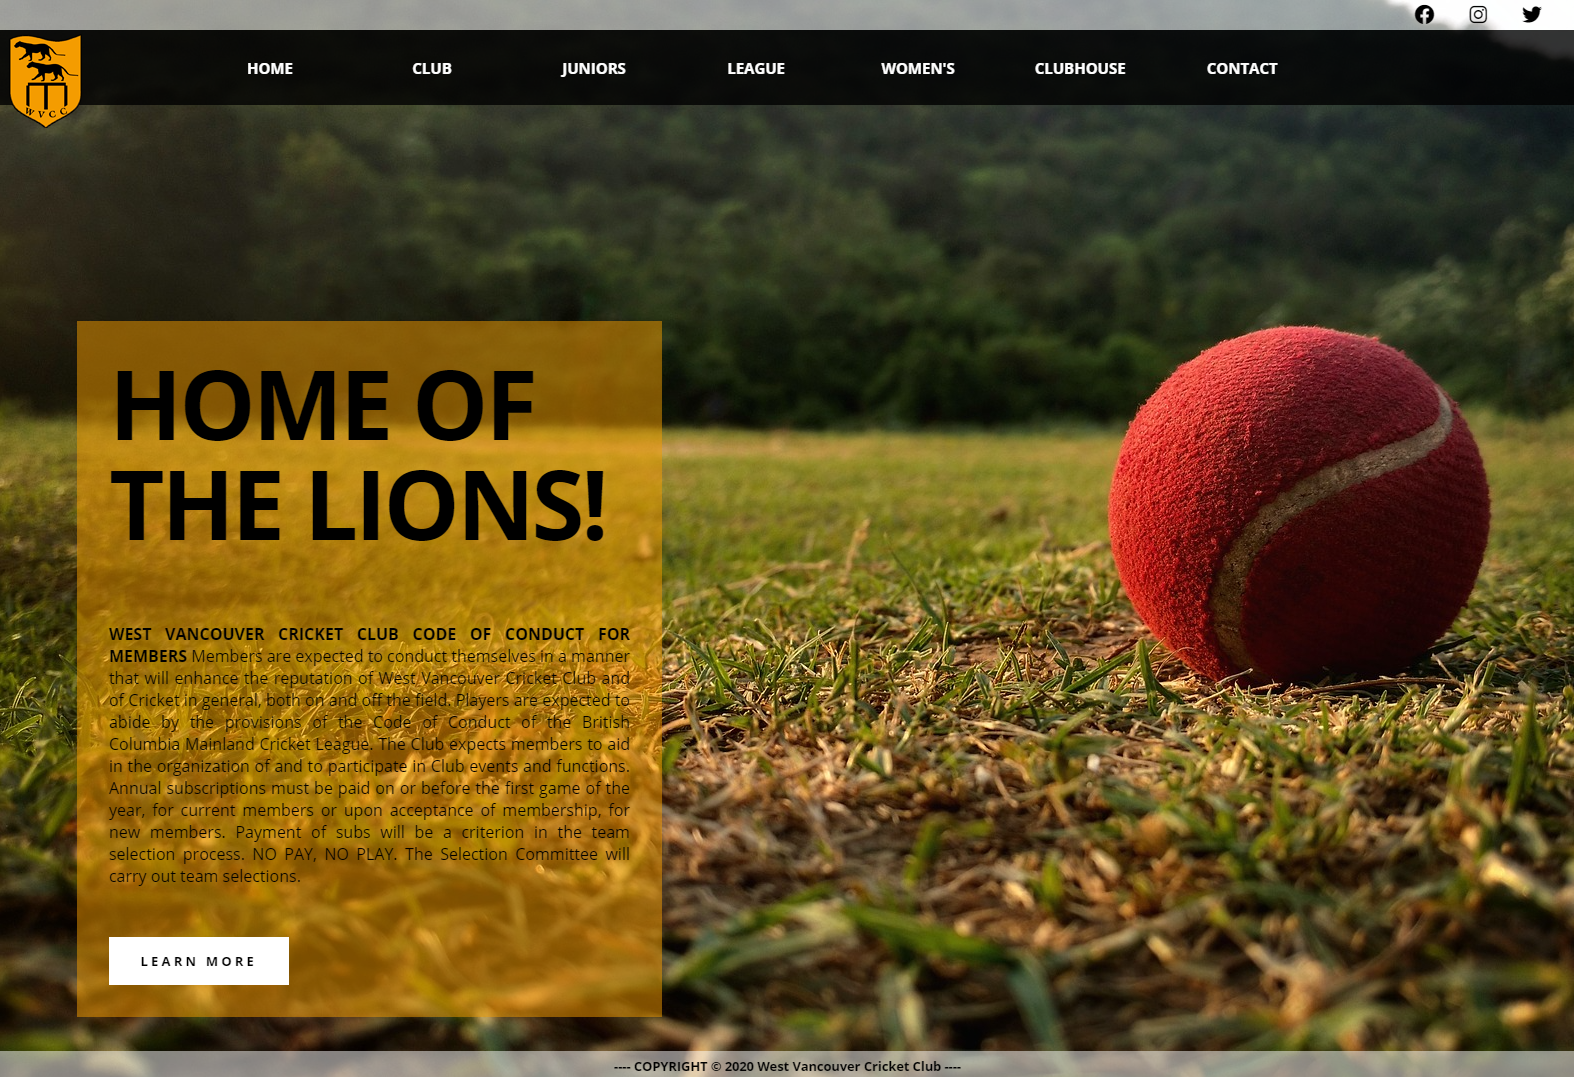 HOME CLUB JUNIORS LEAGUE WOMEN'S CLUBHOUSE CONTACT
WVCC
HOME OF
THE LIONS!
WEST VANCOUVER CRICKET CLUB CODE OF CONDUCT FOR
MEMBERS Members are expected to conduct themselves in a manner
that will enhance the reputation of West Vancouver Cricket Club and
of Cricket in general, both on and off the field. Players are expected to
abide by the provisions of the Code of Conduct of the British
Columbia Mainland Cricket League. The Club expects members to aid
in the organization of and to participate in Club events and functions.
Annual subscriptions must be paid on or before the first game of the
year, for current members or upon acceptance of membership, for
new members. Payment of subs will be a criterion in the team
selection process. NO PAY, NO PLAY. The Selection Committee will
carry out team selections.
LEARN MORE
---- COPYRIGHT © 2020 West Vancouver Cricket Club ----